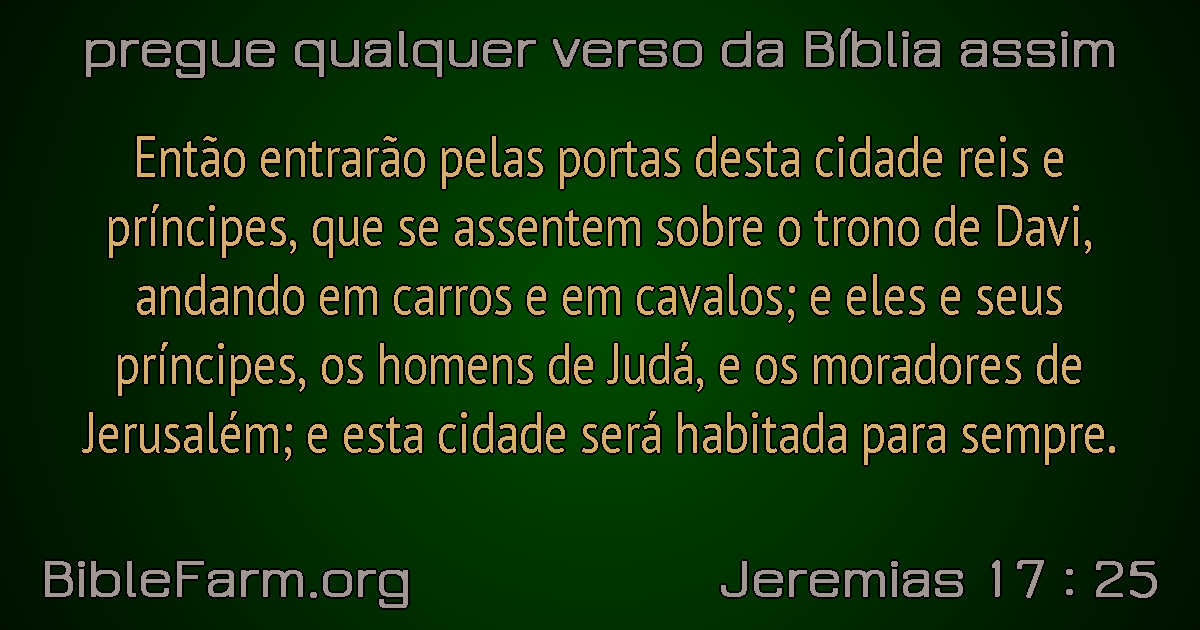 pregue qualquer verso da Bíblia assim
Então entrarão pelas portas desta cidade reis e
príncipes, que se assentem sobre o trono de Davi,
andando em carros e em cavalos; e eles e seus
príncipes, os homens de Judá, e os moradores de
Jerusalém; e esta cidade será habitada para sempre.
BibleFarm.org
Jeremias 17 : 25